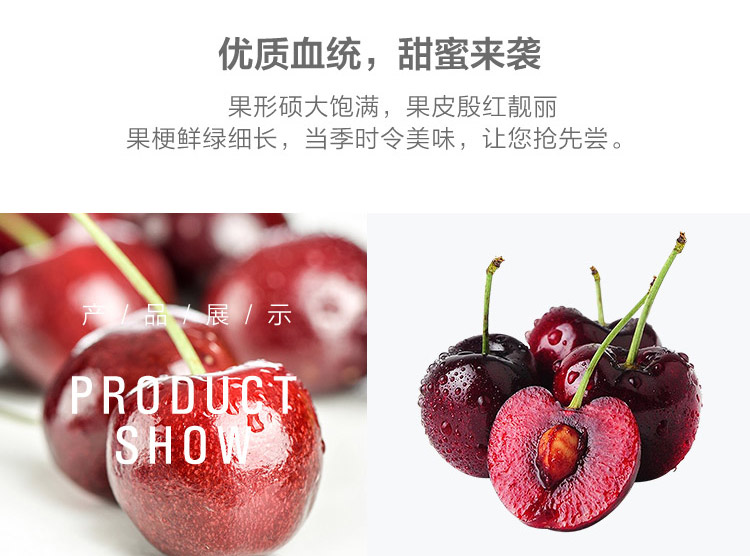 优质血统，甜蜜来袭
果形硕大饱满，果皮殷红靓丽
果梗鲜绿细长，当季时令美味，让您抢先尝。
产/品/展/示
PRODUCT
SHOW